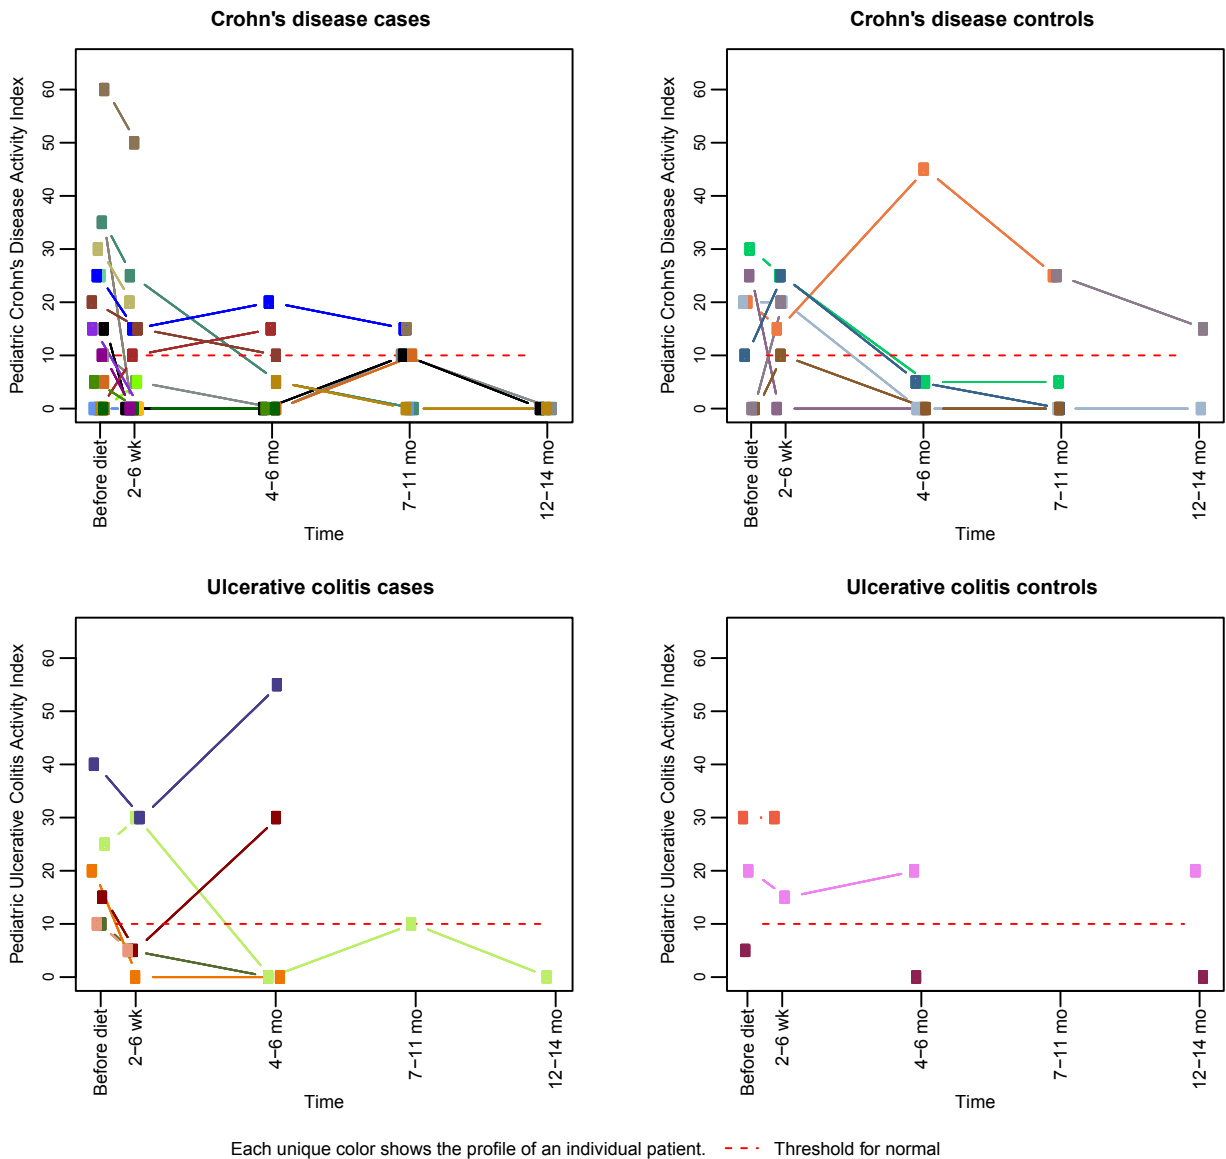 Crohn's disease cases
Pediatric Crohn's Disease Activity Index
60
50
40
30
20
10
0
Before diet
2−6 wk
4−6 mo
7−11 mo
12−14 mo
Time
Crohn's disease controls
Pediatric Crohn's Disease Activity Index
60
50
40
30
20
10
0
Before diet
2−6 wk
4−6 mo
7−11 mo
12−14 mo
Time
Ulcerative colitis cases
Pediatric Ulcerative Colitis Activity Index
60
50
40
30
20
10
0
Before diet
2−6 wk
4−6 mo
7−11 mo
12−14 mo
Time
Ulcerative colitis controls
Pediatric Ulcerative Colitis Activity Index
60
50
40
30
20
10
0
Before diet
2−6 wk
4−6 mo
7−11 mo
12−14 mo
Time
Each unique color shows the profile of an individual patient.
Threshold for normal